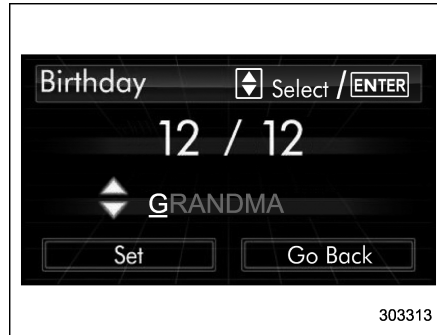 Birthday Select / ENTER
12 / 12
GRANDMA
Set Go Back
303313